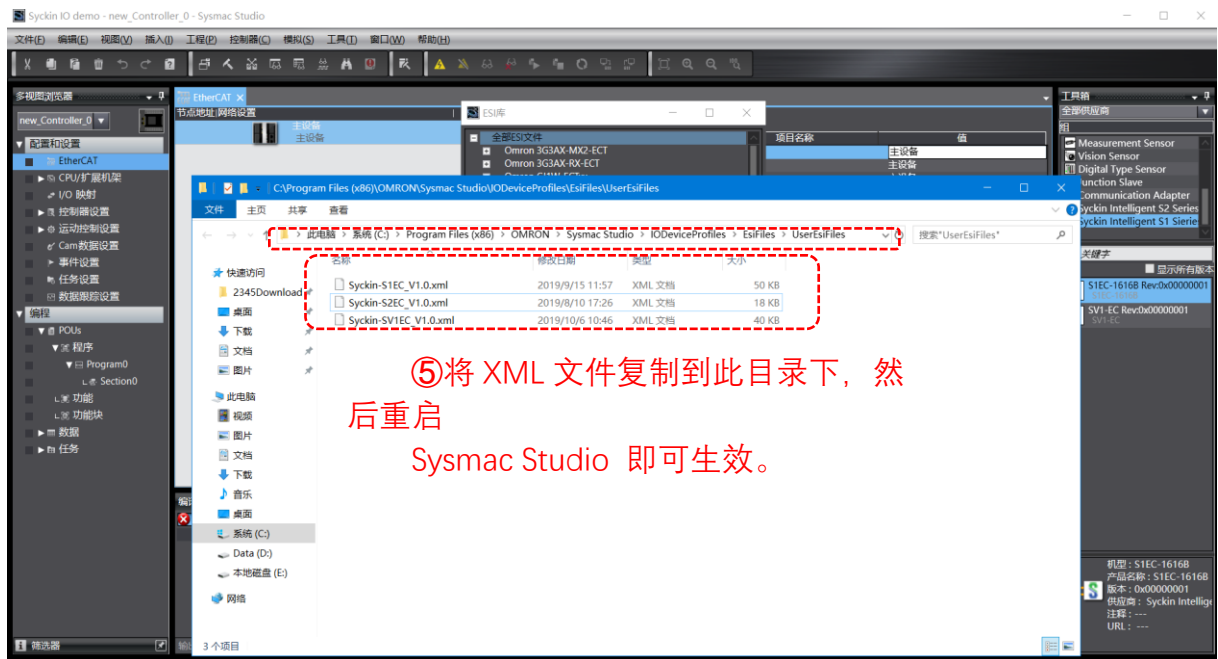 Syckin IO demo - new_Controller_0 - Sysmac Studio
文件(F) 编辑(E) 视图(V) 插入(I) 工程(P) 控制器(C) 模拟(S) 工具(T) 窗口(W) 帮助(H)
多视图浏览器
new_Controller_0
配置和设置
EtherCAT
CPU/扩展机架
I/O 映射
控制器设置
运动控制设置
Cam数据设置
事件设置
任务设置
数据跟踪设置
编程
POUs
程序
Program0
Section0
功能
功能块
数据
任务
筛选器
EtherCAT
节点地址|网络设置
主设备
主设备
ESI库
全部ESI文件
Omron 3G3AX-MX2-ECT
Omron 3G3AX-RX-ECT
项目名称 值
主设备
主设备
C:\Program Files (x86)\OMRON\Sysmac Studio\IODeviceProfiles\EsiFiles\UserEsiFiles
文件 主页 共享 查看
此电脑 > 系统 (C:) > Program Files (x86) > OMRON > Sysmac Studio > IODeviceProfiles > EsiFiles > UserEsiFiles
搜索"UserEsiFiles"
名称 修改日期 类型 大小
Syckin-S1EC_V1.0.xml 2019/9/15 11:57 XML 文档 50 KB
Syckin-S2EC_V1.0.xml 2019/8/10 17:26 XML 文档 18 KB
Syckin-SV1EC_V1.0.xml 2019/10/6 10:46 XML 文档 40 KB
快速访问
2345Download
桌面
下载
文档
图片
此电脑
视频
图片
文档
下载
音乐
桌面
系统 (C:)
Data (D:)
本地磁盘 (E:)
网络
3 个项目
⑤将 XML 文件复制到此目录下，然
后重启
Sysmac Studio 即可生效。
工具箱
全部供应商
组
Measurement Sensor
Vision Sensor
Digital Type Sensor
unction Slave
Communication Adapter
Syckin Intelligent S2 Series
Syckin Intelligent S1 Sierie
关键字
显示所有版本
S1EC-1616B Rev:0x00000001
S1EC-1616B
SV1-EC Rev:0x00000001
SV1-EC
机型 : S1EC-1616B
产品名称 : S1EC-1616B
版本 : 0x00000001
供应商 : Syckin Intellige
注释 : ---
URL : ---